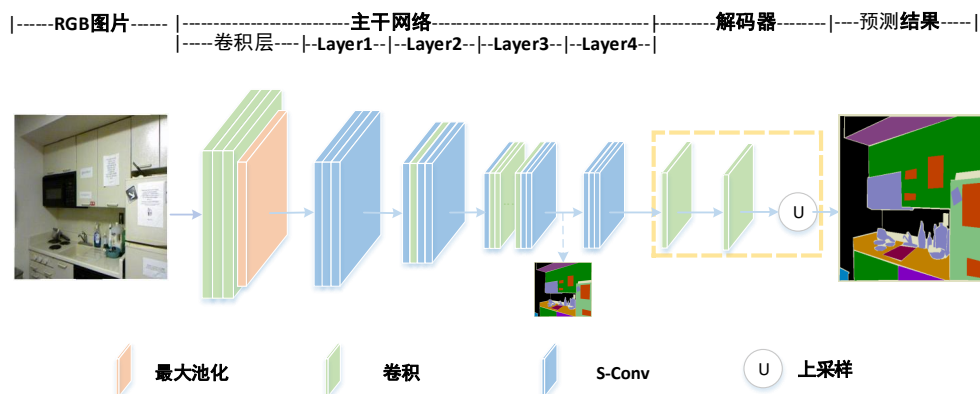 |------RGB图片------|------------------主干网络------------------|----------解码器--------|----预测结果-----|
|-----卷积层----|--Layer1--|--Layer2--|--Layer3--|--Layer4--|
U
最大池化
卷积
S-Conv
U
上采样